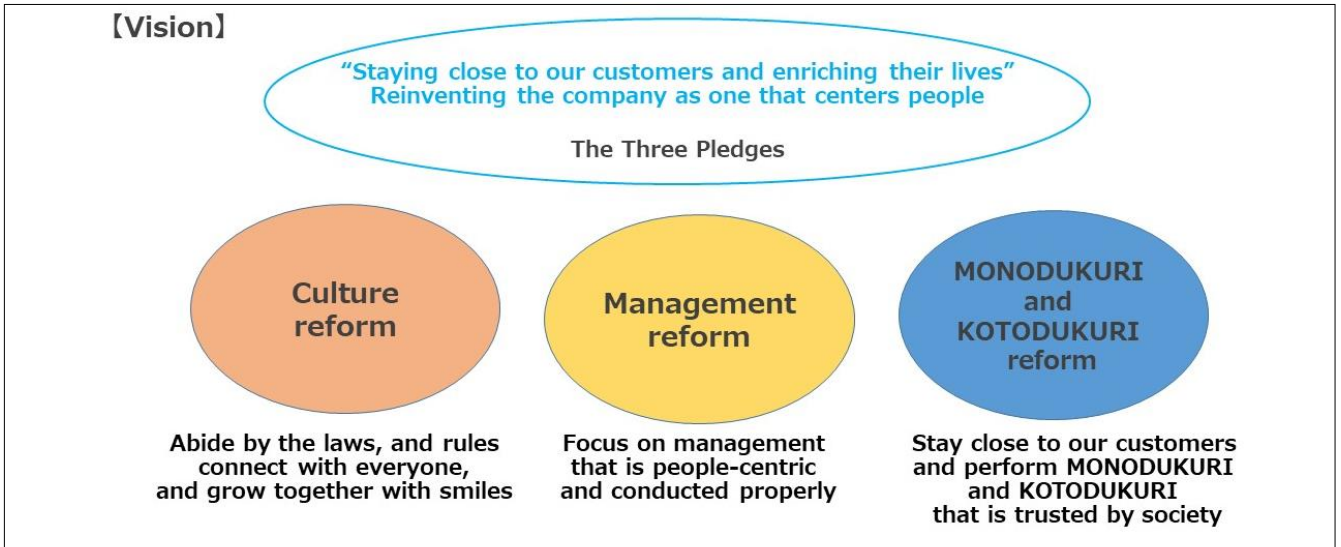 【Vision】
“Staying close to our customers and enriching their lives”
Reinventing the company as one that centers people
The Three Pledges
Culture
reform
Abide by the laws, and rules
connect with everyone,
and grow together with smiles
Management
reform
Focus on management
that is people-centric
and conducted properly
MONODUKURI
and
KOTODUKURI
reform
Stay close to our customers
and perform MONODUKURI
and KOTODUKURI
that is trusted by society